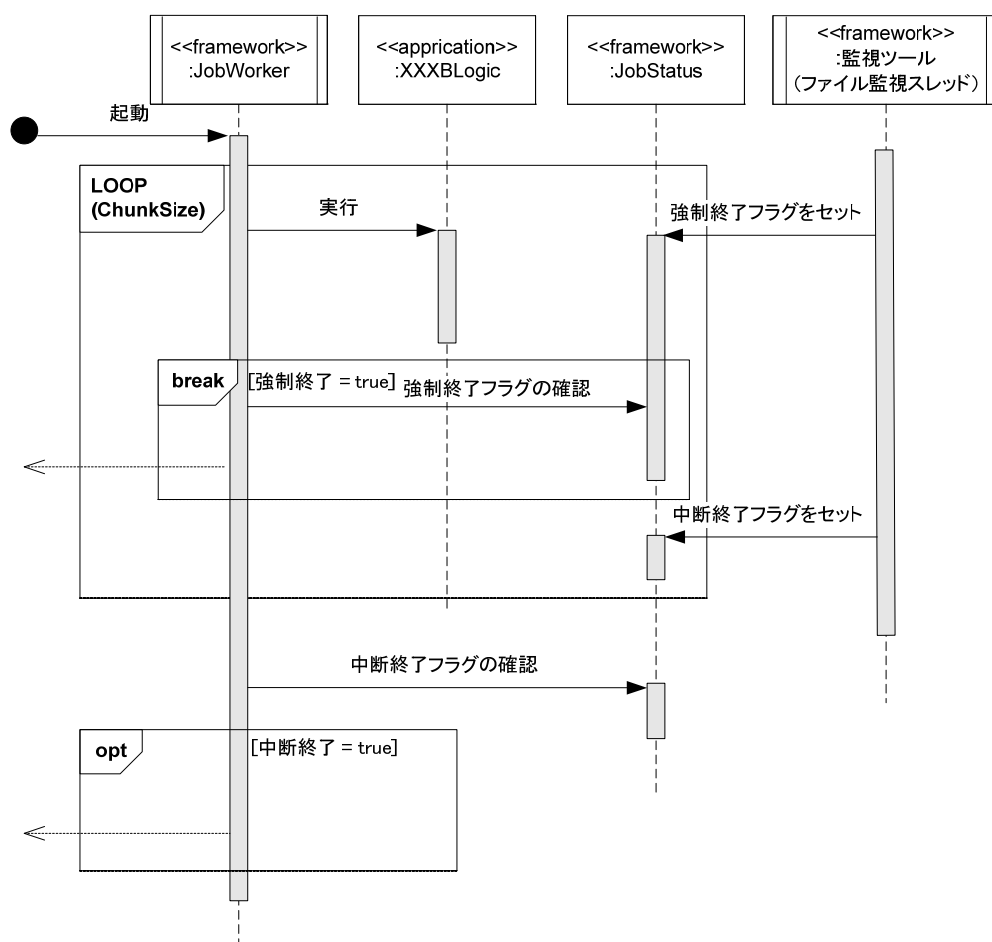 <<framework>>
:JobWorker
<<apprication>>
:XXXBLogic
<<framework>>
:JobStatus
<<framework>>
:監視ツール
(ファイル監視スレッド)
起動
LOOP
(ChunkSize)
実行
強制終了フラグをセット
break
[強制終了 = true]
強制終了フラグの確認
中断終了フラグをセット
中断終了フラグの確認
opt
[中断終了 = true]